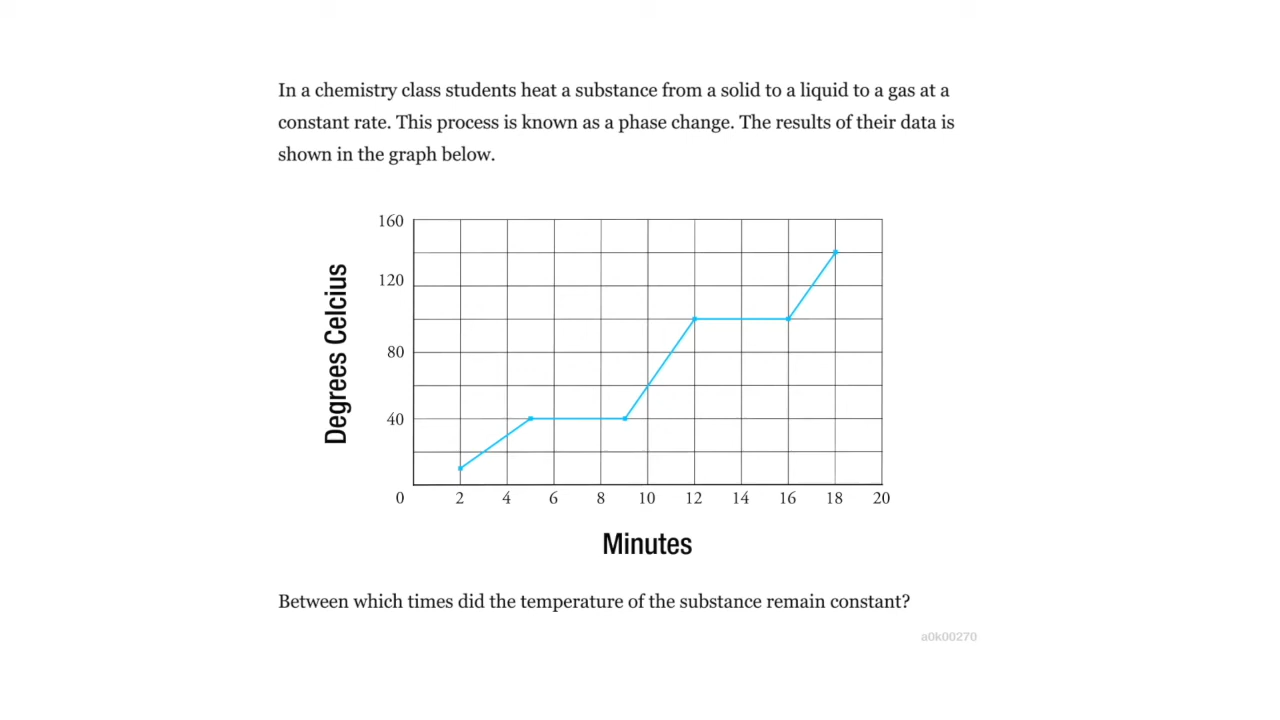 In a chemistry class students heat a substance from a solid to a liquid to a gas at a
constant rate. This process is known as a phase change. The results of their data is
shown in the graph below.
160
120
80
40
0
Degrees Celcius
2 4 6 8 10 12 14 16 18 20
Minutes
Between which times did the temperature of the substance remain constant?
a0k00270